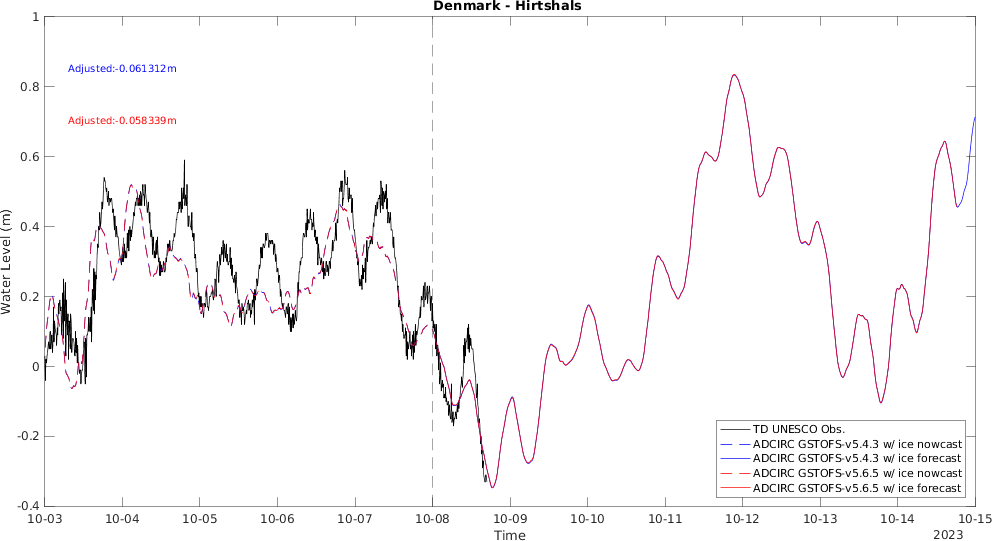 Denmark - Hirtshals
1
0.8
0.6
0.4
0.2
0
-0.2
-0.4
Water Level (m)
Adjusted:-0.061312m
Adjusted:-0.058339m
TD UNESCO Obs.
ADCIRC GSTOFS-v5.4.3 w/ ice nowcast
ADCIRC GSTOFS-v5.4.3 w/ ice forecast
ADCIRC GSTOFS-v5.6.5 w/ ice nowcast
ADCIRC GSTOFS-v5.6.5 w/ ice forecast
10-03 10-04 10-05 10-06 10-07 10-08 10-09 10-10 10-11 10-12 10-13 10-14 10-15
Time
2023